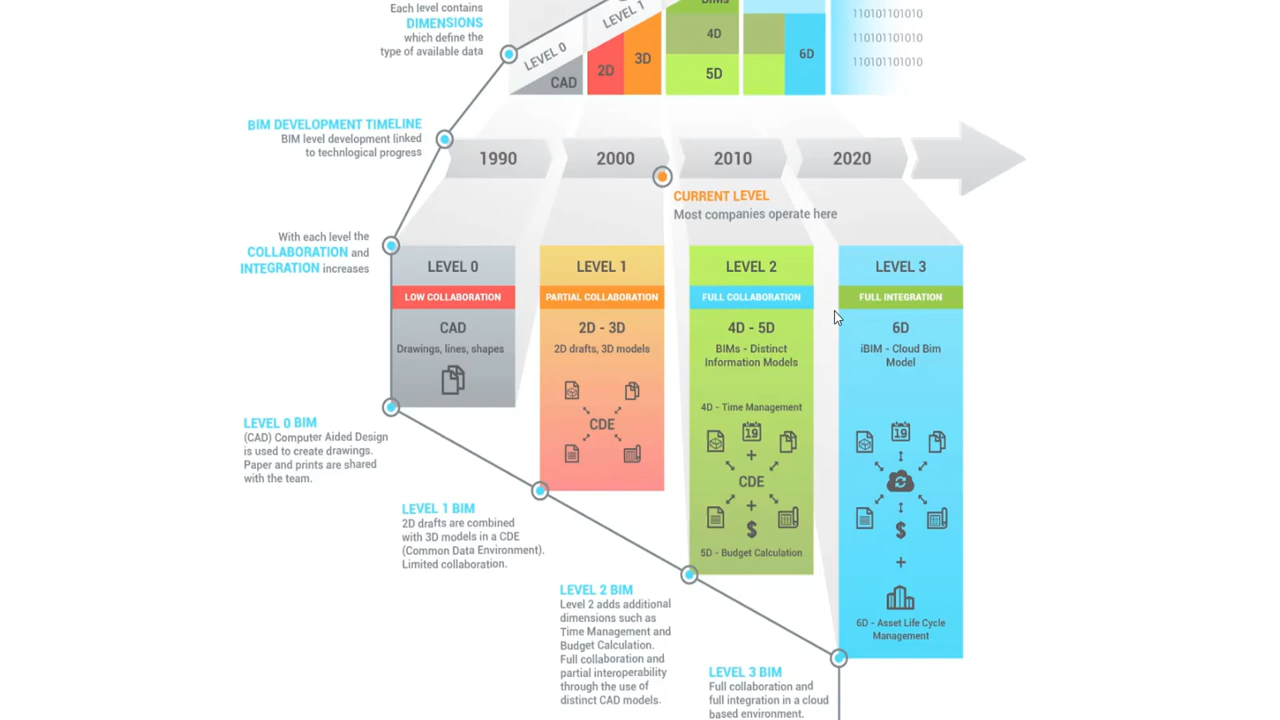 Each level contains
DIMENSIONS
which define the
type of available data
LEVEL 0
LEVEL 1
CAD
2D
3D
BIMs
4D
5D
6D
110101101010
110101101010
110101101010
BIM DEVELOPMENT TIMELINE
BIM level development linked
to technlogical progress
1990
2000
2010
2020
CURRENT LEVEL
Most companies operate here
With each level the
COLLABORATION and
INTEGRATION increases
LEVEL 0
LOW COLLABORATION
CAD
Drawings, lines, shapes
LEVEL 1
PARTIAL COLLABORATION
2D - 3D
2D drafts, 3D models
CDE
LEVEL 2
FULL COLLABORATION
4D - 5D
BIMs - Distinct
Information Models
4D - Time Management
19
CDE
$
5D - Budget Calculation
LEVEL 3
FULL INTEGRATION
6D
iBIM - Cloud Bim
Model
19
$
6D - Asset Life Cycle
Management
LEVEL 0 BIM
(CAD) Computer Aided Design
is used to create drawings.
Paper and prints are shared
with the team.
LEVEL 1 BIM
2D drafts are combined
with 3D models in a CDE
(Common Data Environment).
Limited collaboration.
LEVEL 2 BIM
Level 2 adds additional
dimensions such as
Time Management and
Budget Calculation.
Full collaboration and
partial interoperability
through the use of
distinct CAD models.
LEVEL 3 BIM
Full collaboration and
full integration in a cloud
based environment.